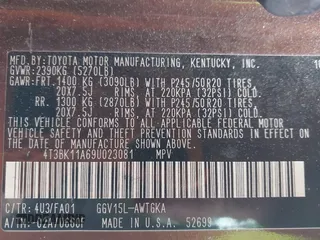 MFD.BY:TOYOTA MOTOR MANUFACTURING, KENTUCKY, INC. 10
GVWR:2390KG (5270LB)
GAWR:FRT.1400 KG (3090LB) WITH P245/50R20 TIRES
20X7.5J RIMS, AT 220KPA (32PSI) COLD
RR. 1300 KG (2870LB) WITH P245/50R20 TIRES
20X7.5J RIMS, AT 220KPA (32PSI) COLD
THIS VEHICLE CONFORMS TO ALL APPLICABLE
FEDERAL MOTOR VEHICLE SAFETY AND BUMPER
STANDARDS IN EFFECT ON THE DATE OF
MANUFACTURE SHOWN ABOVE.
4T3BK11A69U023081 MPV
C/TR: 4U3/FA01 GGV15L-AWTGKA
MADE IN U.S.A. 52699